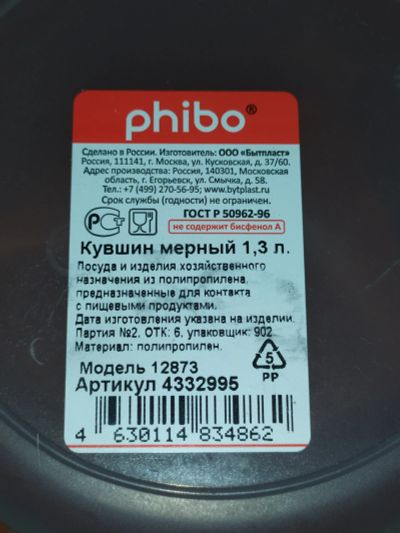 phibo®
Сделано в России. Изготовитель: ООО «Бытпласт»
Россия, 111141, г. Москва, ул. Кусковская, д. 37/60.
Адрес производства: Россия, 140301, Московская
область, г. Егорьевск, ул. Смычка, д. 58.
Тел.: +7 (499) 270-56-95; www.bytplast.ru
Срок службы (годности) не ограничен.
ГОСТ Р 50962-96
не содержит бисфенол А
Кувшин мерный 1,3 л.
Посуда и изделия хозяйственного
назначения из полипропилена,
предназначенные для контакта
с пищевыми продуктами.
Дата изготовления указана на изделии.
Партия №2, ОТК: 6, упаковщик: 902
Материал: полипропилен.
5
PP
Модель 12873
Артикул 4332995
4 630114 834862